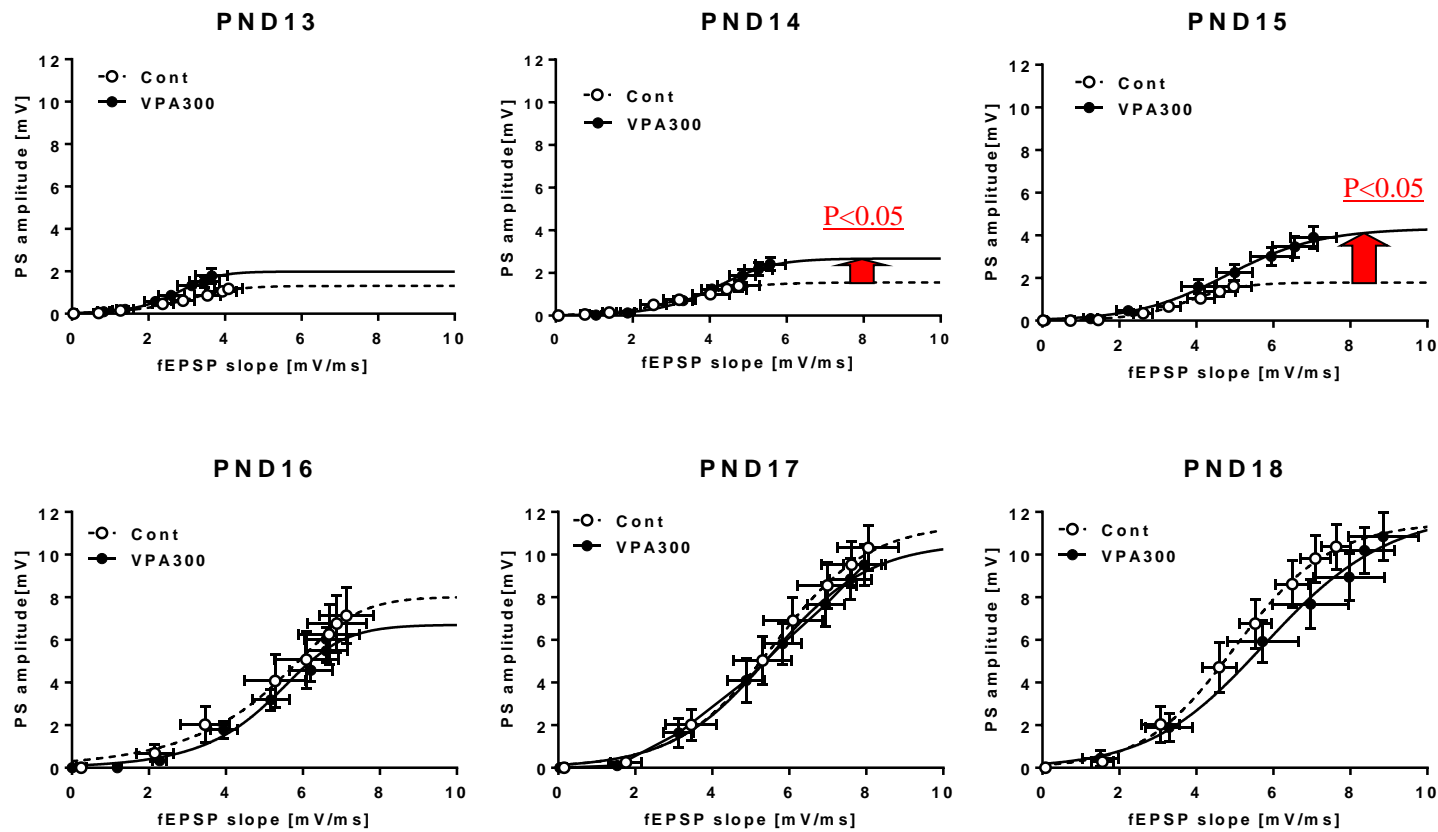 PND13
PND14
PND15
Cont
VPA300
PS amplitude [mV]
12
10
8
6
4
2
0
0 2 4 6 8 10
fEPSP slope [mV/ms]
Cont
VPA300
P<0.05
PS amplitude[mV]
12
10
8
6
4
2
0
0 2 4 6 8 10
fEPSP slope [mV/ms]
Cont
VPA300
P<0.05
PS amplitude[mV]
12
10
8
6
4
2
0
0 2 4 6 8 10
fEPSP slope [mV/ms]
PND16
PND17
PND18
Cont
VPA300
PS amplitude[mV]
12
10
8
6
4
2
0
0 2 4 6 8 10
fEPSP slope [mV/ms]
Cont
VPA300
PS amplitude[mV]
12
10
8
6
4
2
0
0 2 4 6 8 10
fEPSP slope [mV/ms]
Cont
VPA300
PS amplitude [mV]
12
10
8
6
4
2
0
0 2 4 6 8 10
fEPSP slope [mV/ms]